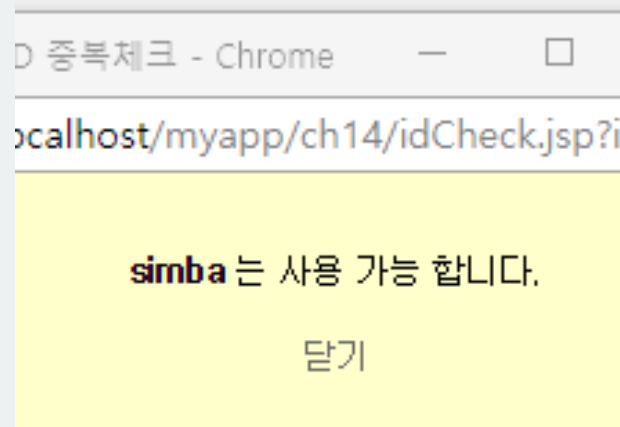 D 중복체크 - Chrome
ocalhost/myapp/ch14/idCheck.jsp?i
simba 는 사용 가능 합니다.
닫기